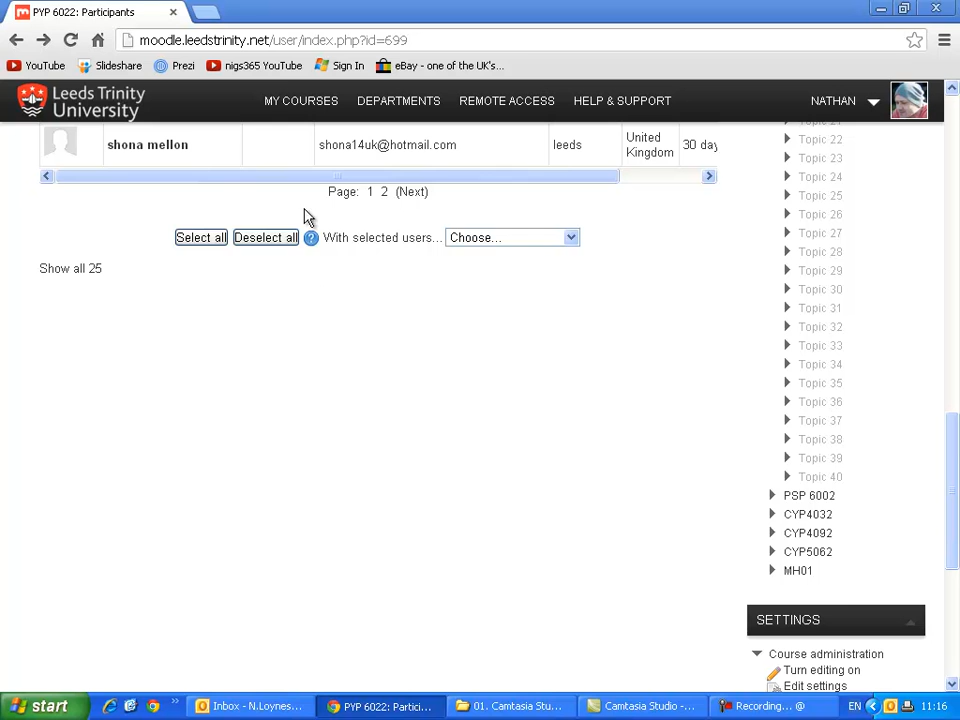 PYP 6022: Participants
moodle.leedstrinity.net/user/index.php?id=699
YouTube Slideshare Prezi nigs365 YouTube Sign In eBay - one of the UK's...
Leeds Trinity
University
MY COURSES DEPARTMENTS REMOTE ACCESS HELP & SUPPORT
NATHAN
shona mellon shona14uk@hotmail.com leeds United Kingdom 30 day
Page: 1 2 (Next)
Select all Deselect all ? With selected users... Choose...
Show all 25
Topic 21
Topic 22
Topic 23
Topic 24
Topic 25
Topic 26
Topic 27
Topic 28
Topic 29
Topic 30
Topic 31
Topic 32
Topic 33
Topic 34
Topic 35
Topic 36
Topic 37
Topic 38
Topic 39
Topic 40
PSP 6002
CYP4032
CYP4092
CYP5062
MH01
SETTINGS
Course administration
Turn editing on
Edit settings
start Inbox - N.Loynes... PYP 6022: Partici... 01. Camtasia Stu... Camtasia Studio -... Recording... @ EN 11:16